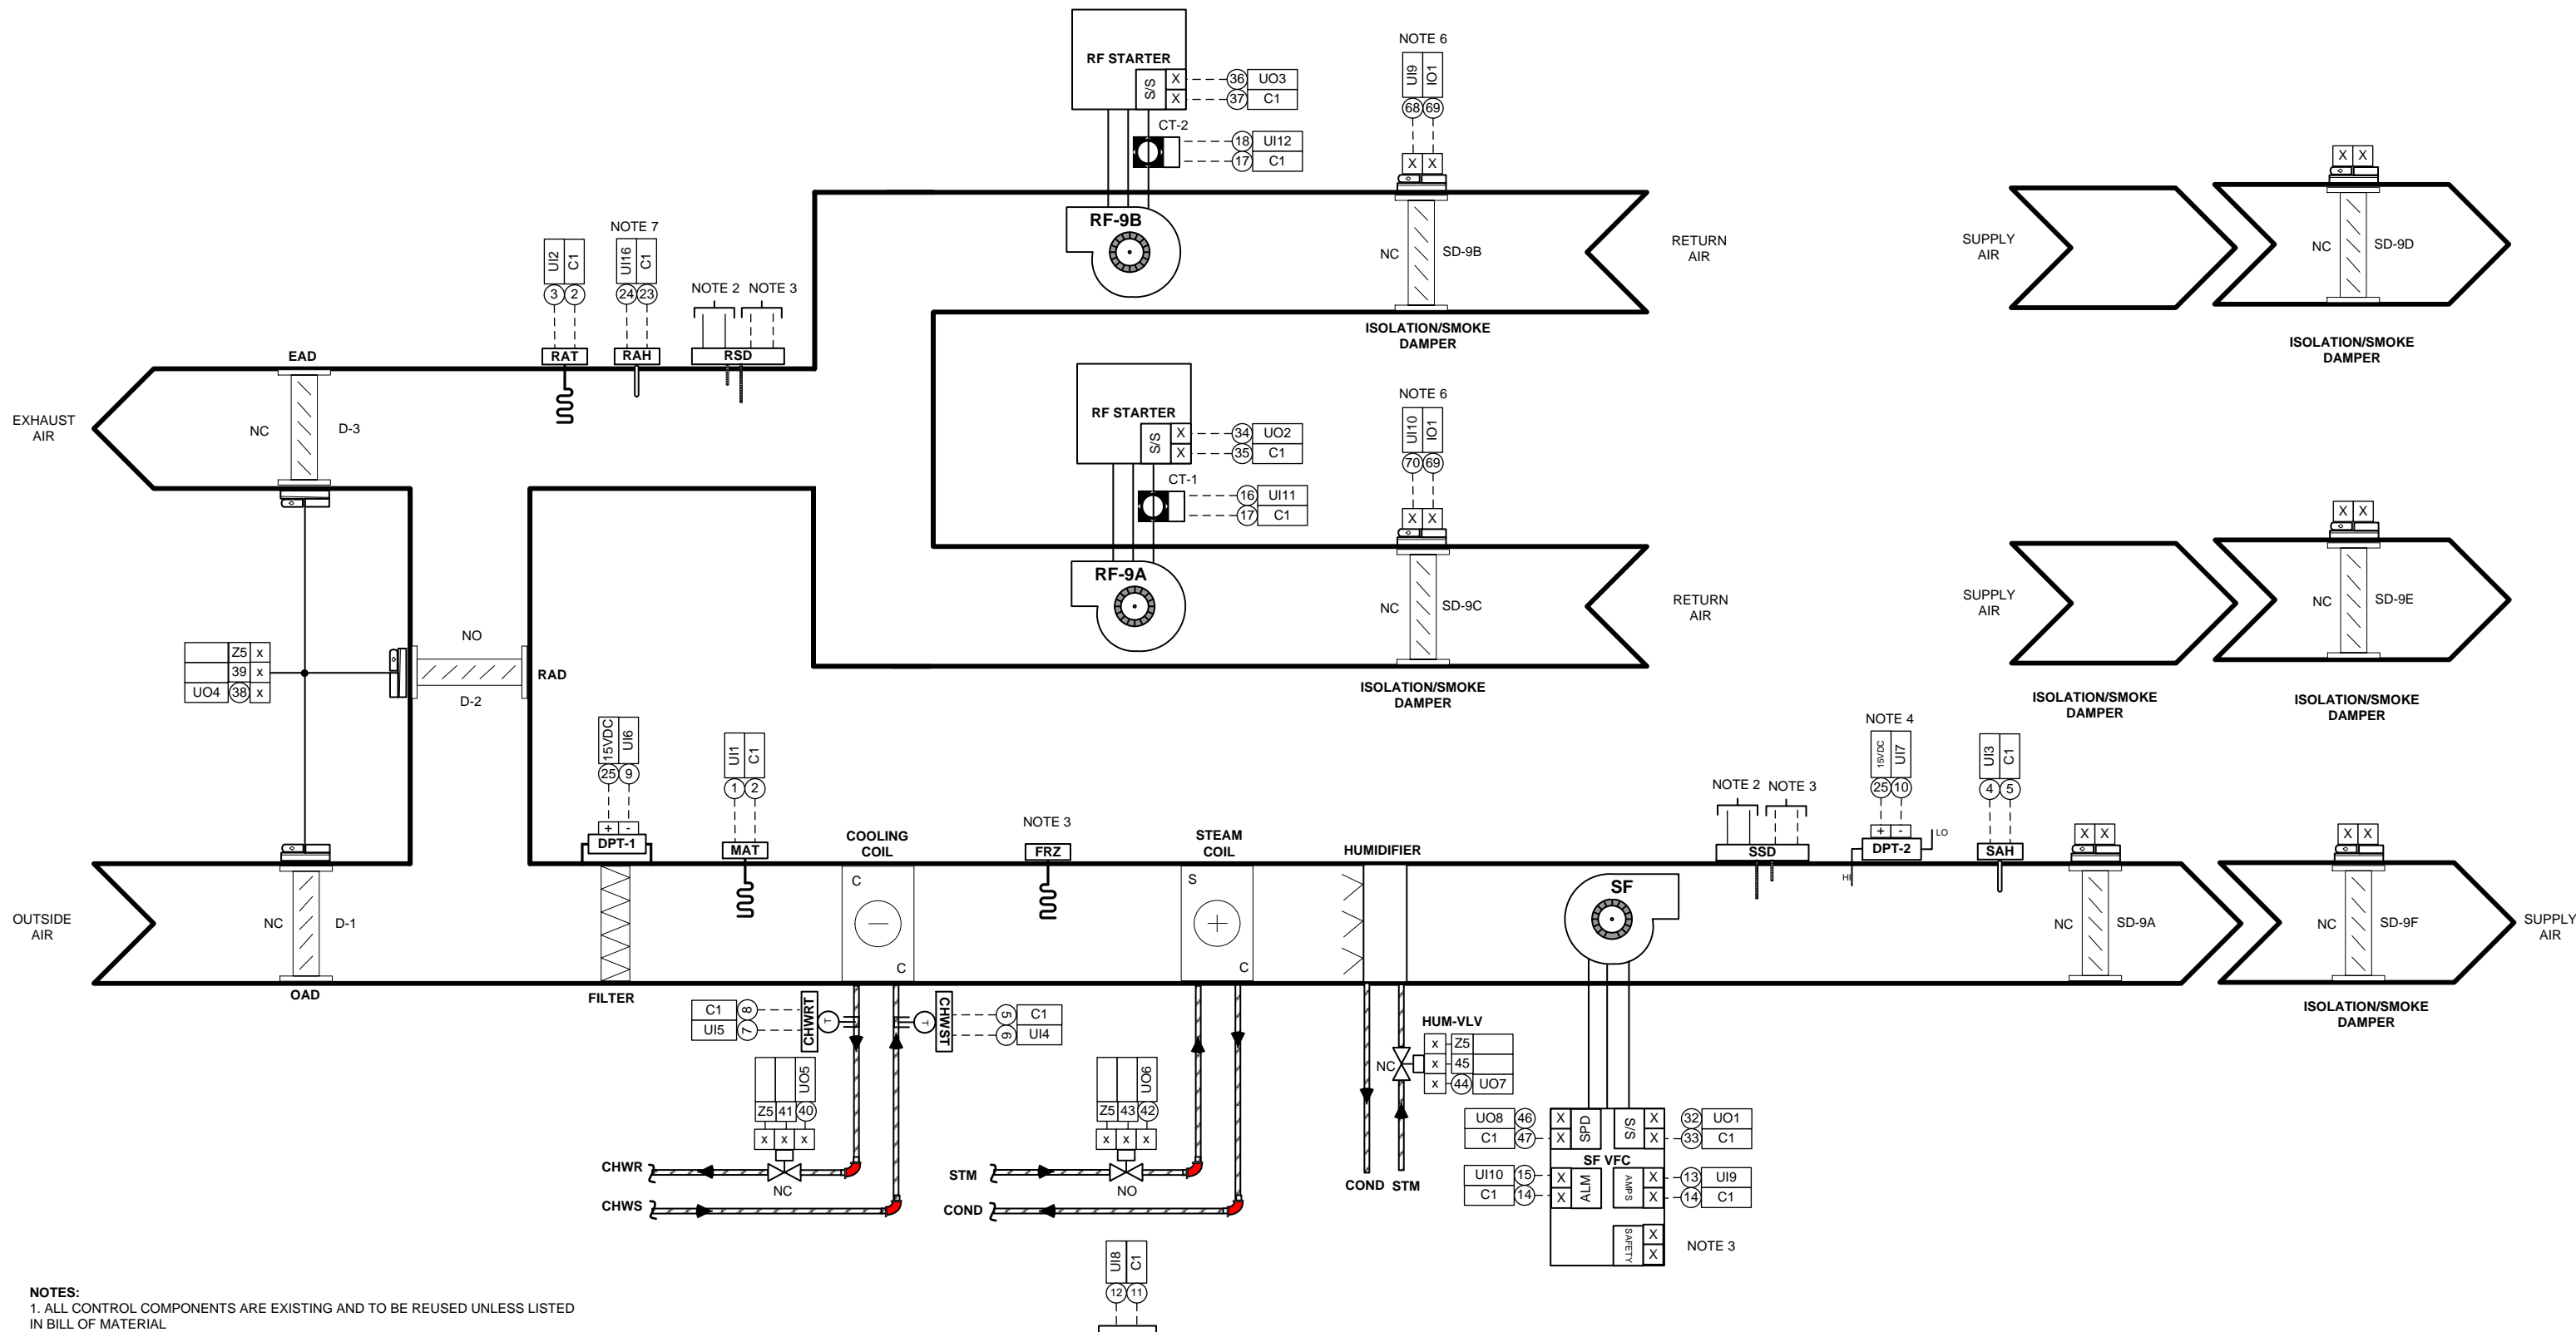 RF STARTER
S/S
X
X
36 UO3
37 C1
CT-2
18 UI12
17 C1
NOTE 6
UI9 IO1
68 69
X X
X X
RF-9B
NC
SD-9B
RETURN
AIR
SUPPLY
AIR
NC
SD-9D
ISOLATION/SMOKE
DAMPER
ISOLATION/SMOKE
DAMPER
NOTE 7
UI2 C1
3 2
UI16 C1
24 23
NOTE 2 NOTE 3
EAD
RAT
RAH
RSD
EXHAUST
AIR
NC
D-3
RF STARTER
S/S
X
X
34 UO2
35 C1
CT-1
16 UI11
17 C1
NOTE 6
UI10 IO1
70 69
X X
X X
RF-9A
NC
SD-9C
RETURN
AIR
SUPPLY
AIR
NC
SD-9E
ISOLATION/SMOKE
DAMPER
ISOLATION/SMOKE
DAMPER
ISOLATION/SMOKE
DAMPER
Z5 x
39 x
UO4 38 x
NO
RAD
D-2
15VDC UI6
25 9
+ -
DPT-1
UI1 C1
1 2
MAT
COOLING
COIL
NOTE 3
FRZ
STEAM
COIL
HUMIDIFIER
NOTE 2 NOTE 3
SSD
NOTE 4
15VDC UI7
25 10
+ -
DPT-2
LO
HI
UI3 C1
4 5
SAH
X X
X X
OUTSIDE
AIR
NC
D-1
C
C
S
C
SF
NC
SD-9A
NC
SD-9F
SUPPLY
AIR
OAD
FILTER
ISOLATION/SMOKE
DAMPER
C1 8
UI5 7
CHWRT
T
T
CHWST
5 C1
6 UI4
HUM-VLV
x Z5
x 45
x 44 UO7
NC
UO5
Z5 41 40
x x x
UO6
Z5 43 42
x x x
CHWR
NC
CHWS
STM
NO
COND
COND STM
UO8 46 X
C1 47 X
SPD
S/S
X 32 UO1
X 33 C1
SF VFC
UI10 15 X
C1 14 X
ALM
AMPS
X 13 UI9
X 14 C1
SAFETY
X
X
NOTE 3
UI8 C1
12 11
NOTES:
1. ALL CONTROL COMPONENTS ARE EXISTING AND TO BE REUSED UNLESS LISTED
IN BILL OF MATERIAL